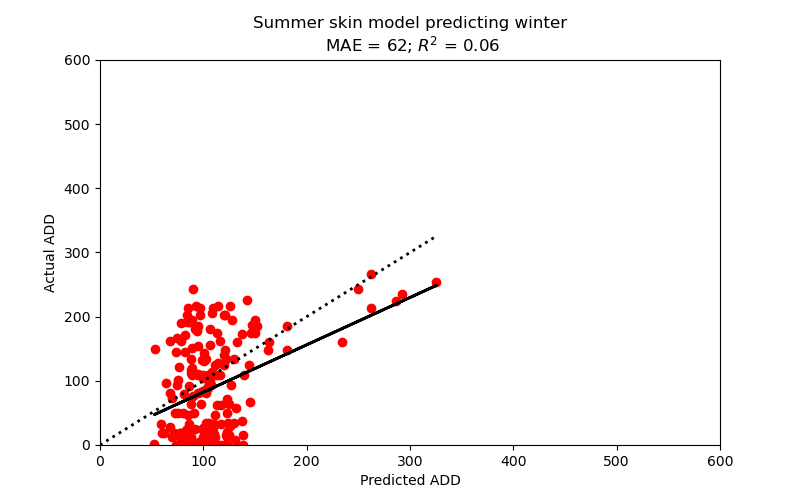 Summer skin model predicting winter
MAE = 62; R² = 0.06
600
500
400
300
200
100
0
Actual ADD
0 100 200 300 400 500 600
Predicted ADD